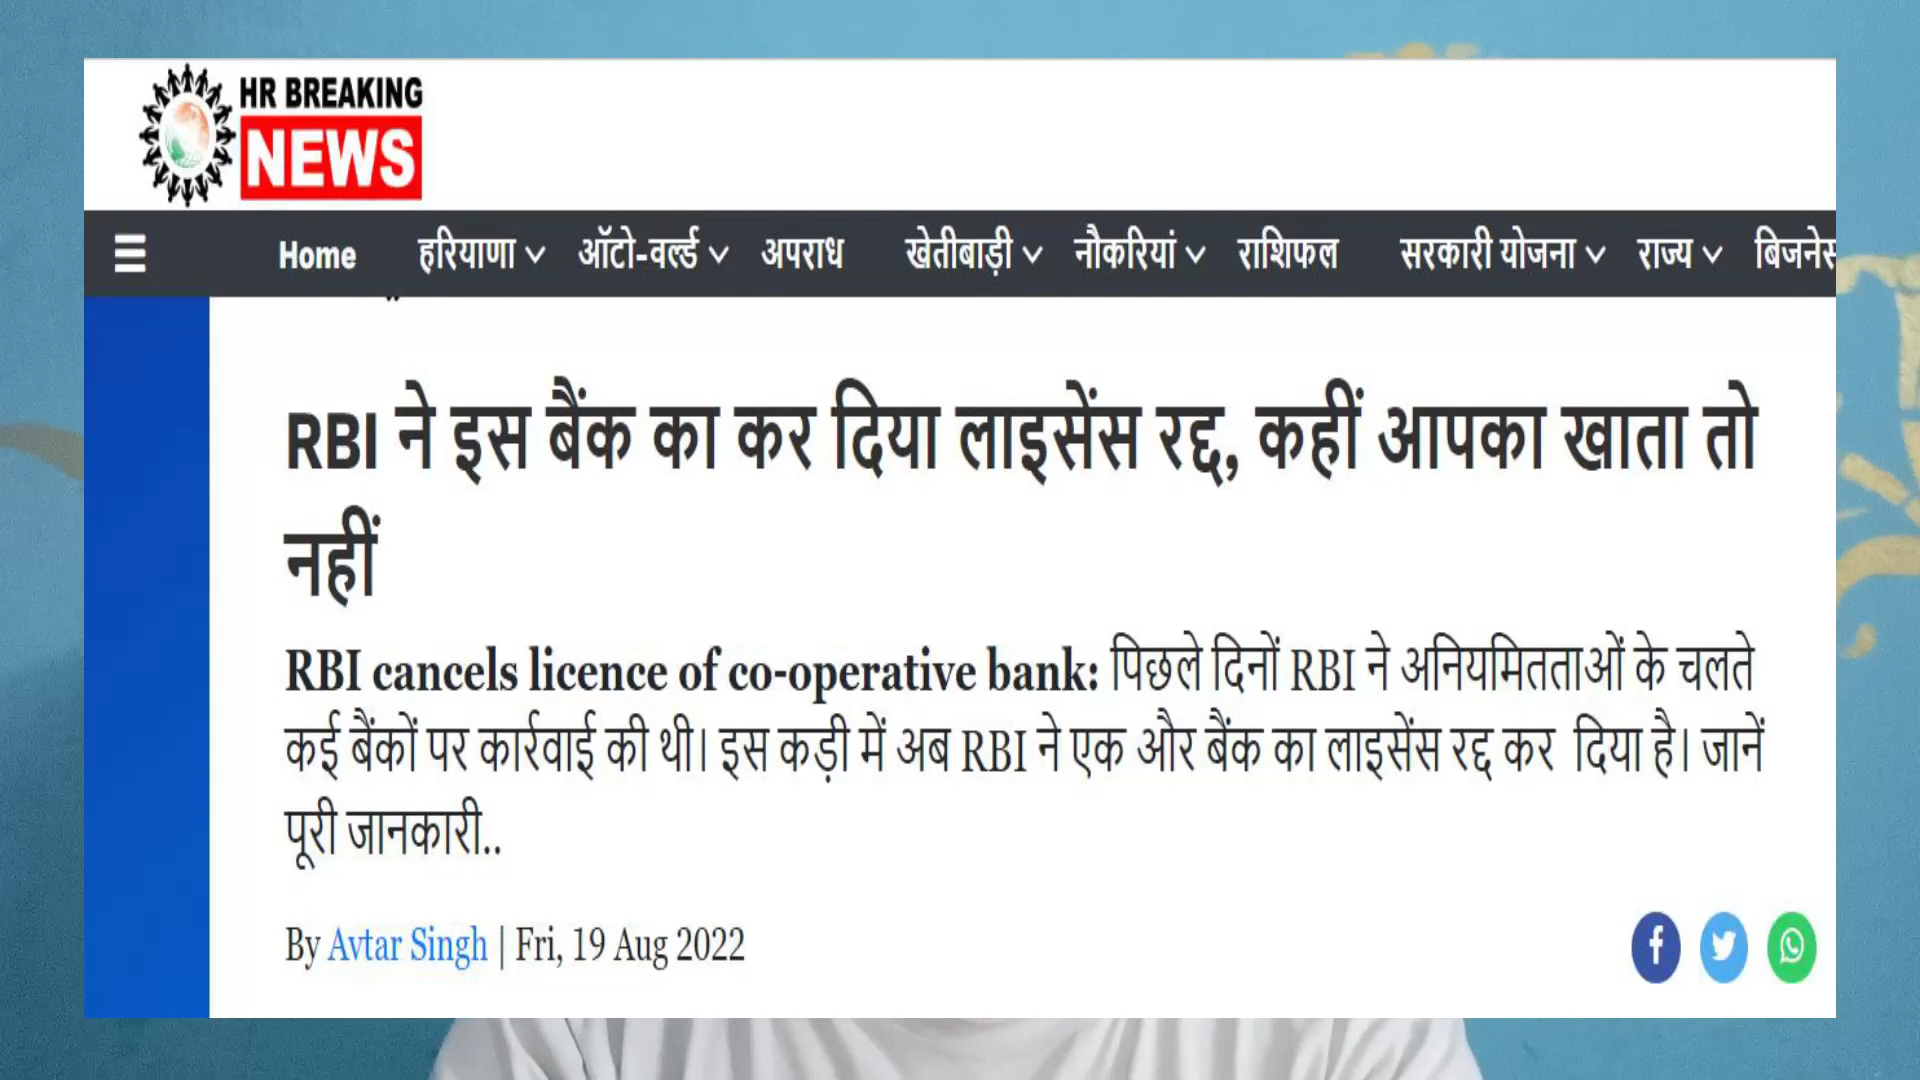 HR BREAKING
NEWS
Home हरियाणा ऑटो-वर्ल्ड अपराध खेतीबाड़ी नौकरियां राशिफल सरकारी योजना राज्य बिजनेस
RBI ने इस बैंक का कर दिया लाइसेंस रद्द, कहीं आपका खाता तो
नहीं
RBI cancels licence of co-operative bank: पिछले दिनों RBI ने अनियमितताओं के चलते
कई बैंकों पर कार्रवाई की थी। इस कड़ी में अब RBI ने एक और बैंक का लाइसेंस रद्द कर दिया है। जानें
पूरी जानकारी..
By Avtar Singh | Fri, 19 Aug 2022